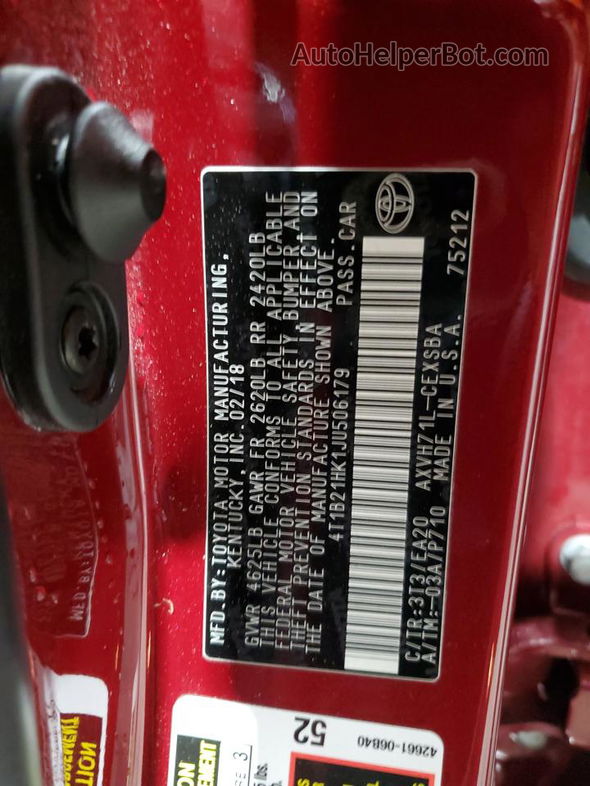 AutoHelperBot.com
MFD.BY:TOYOTA MOTOR MANUFACTURING,
KENTUCKY, INC. 02/18
GVWR 4625LB GAWR FR 2620LB RR 2420LB
THIS VEHICLE CONFORMS TO ALL APPLICABLE
FEDERAL MOTOR VEHICLE SAFETY BUMPER, AND
THEFT PREVENTION STANDARDS IN EFFECT ON
THE DATE OF MANUFACTURE SHOWN ABOVE.
4T1B21HK1JU506179 PASS.CAR
C/TR:3T3/EA20 AXVH71L-CEXSBA
A/TM:-03A/P710 MADE IN U.S.A. 75212
52
42661-06B40
3